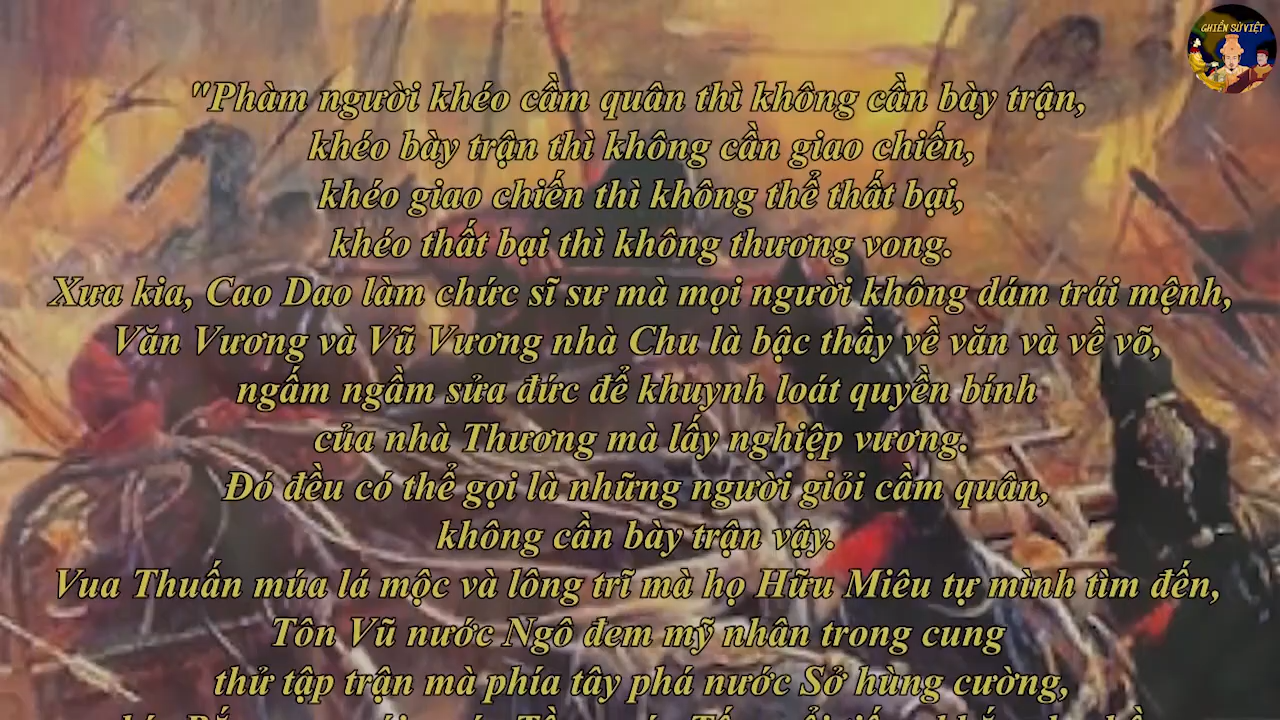 GHIỀN SỬ VIỆT
"Phàm người khéo cầm quân thì không cần bày trận,
khéo bày trận thì không cần giao chiến,
khéo giao chiến thì không thể thất bại,
khéo thất bại thì không thương vong.
Xưa kia, Cao Dao làm chức sĩ sư mà mọi người không dám trái mệnh,
Văn Vương và Vũ Vương nhà Chu là bậc thầy về văn và về võ,
ngấm ngầm sửa đức để khuynh loát quyền bính
của nhà Thương mà lấy nghiệp vương.
Đó đều có thể gọi là những người giỏi cầm quân,
không cần bày trận vậy.
Vua Thuấn múa lá mộc và lông trĩ mà họ Hữu Miêu tự mình tìm đến,
Tôn Vũ nước Ngô đem mỹ nhân trong cung
thử tập trận mà phía tây phá nước Sở hùng cường,